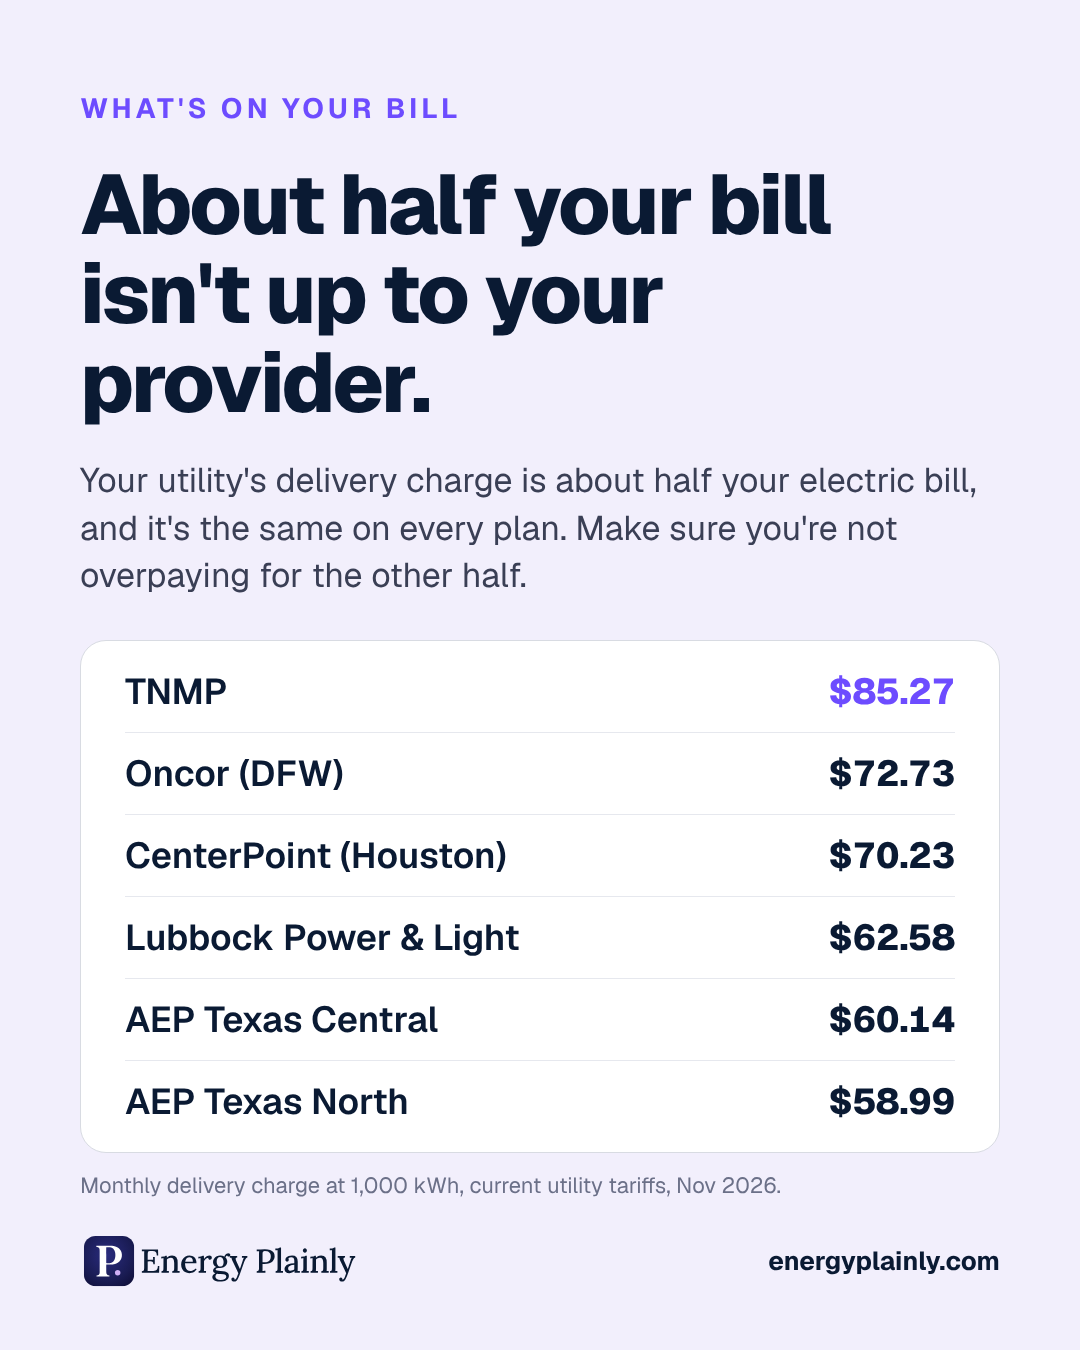 WHAT'S ON YOUR BILL
About half your bill
isn't up to your
provider.
Your utility's delivery charge is about half your electric bill,
and it's the same on every plan. Make sure you're not
overpaying for the other half.
TNMP $85.27
Oncor (DFW) $72.73
CenterPoint (Houston) $70.23
Lubbock Power & Light $62.58
AEP Texas Central $60.14
AEP Texas North $58.99
Monthly delivery charge at 1,000 kWh, current utility tariffs, Nov 2026.
P. Energy Plainly energyplainly.com